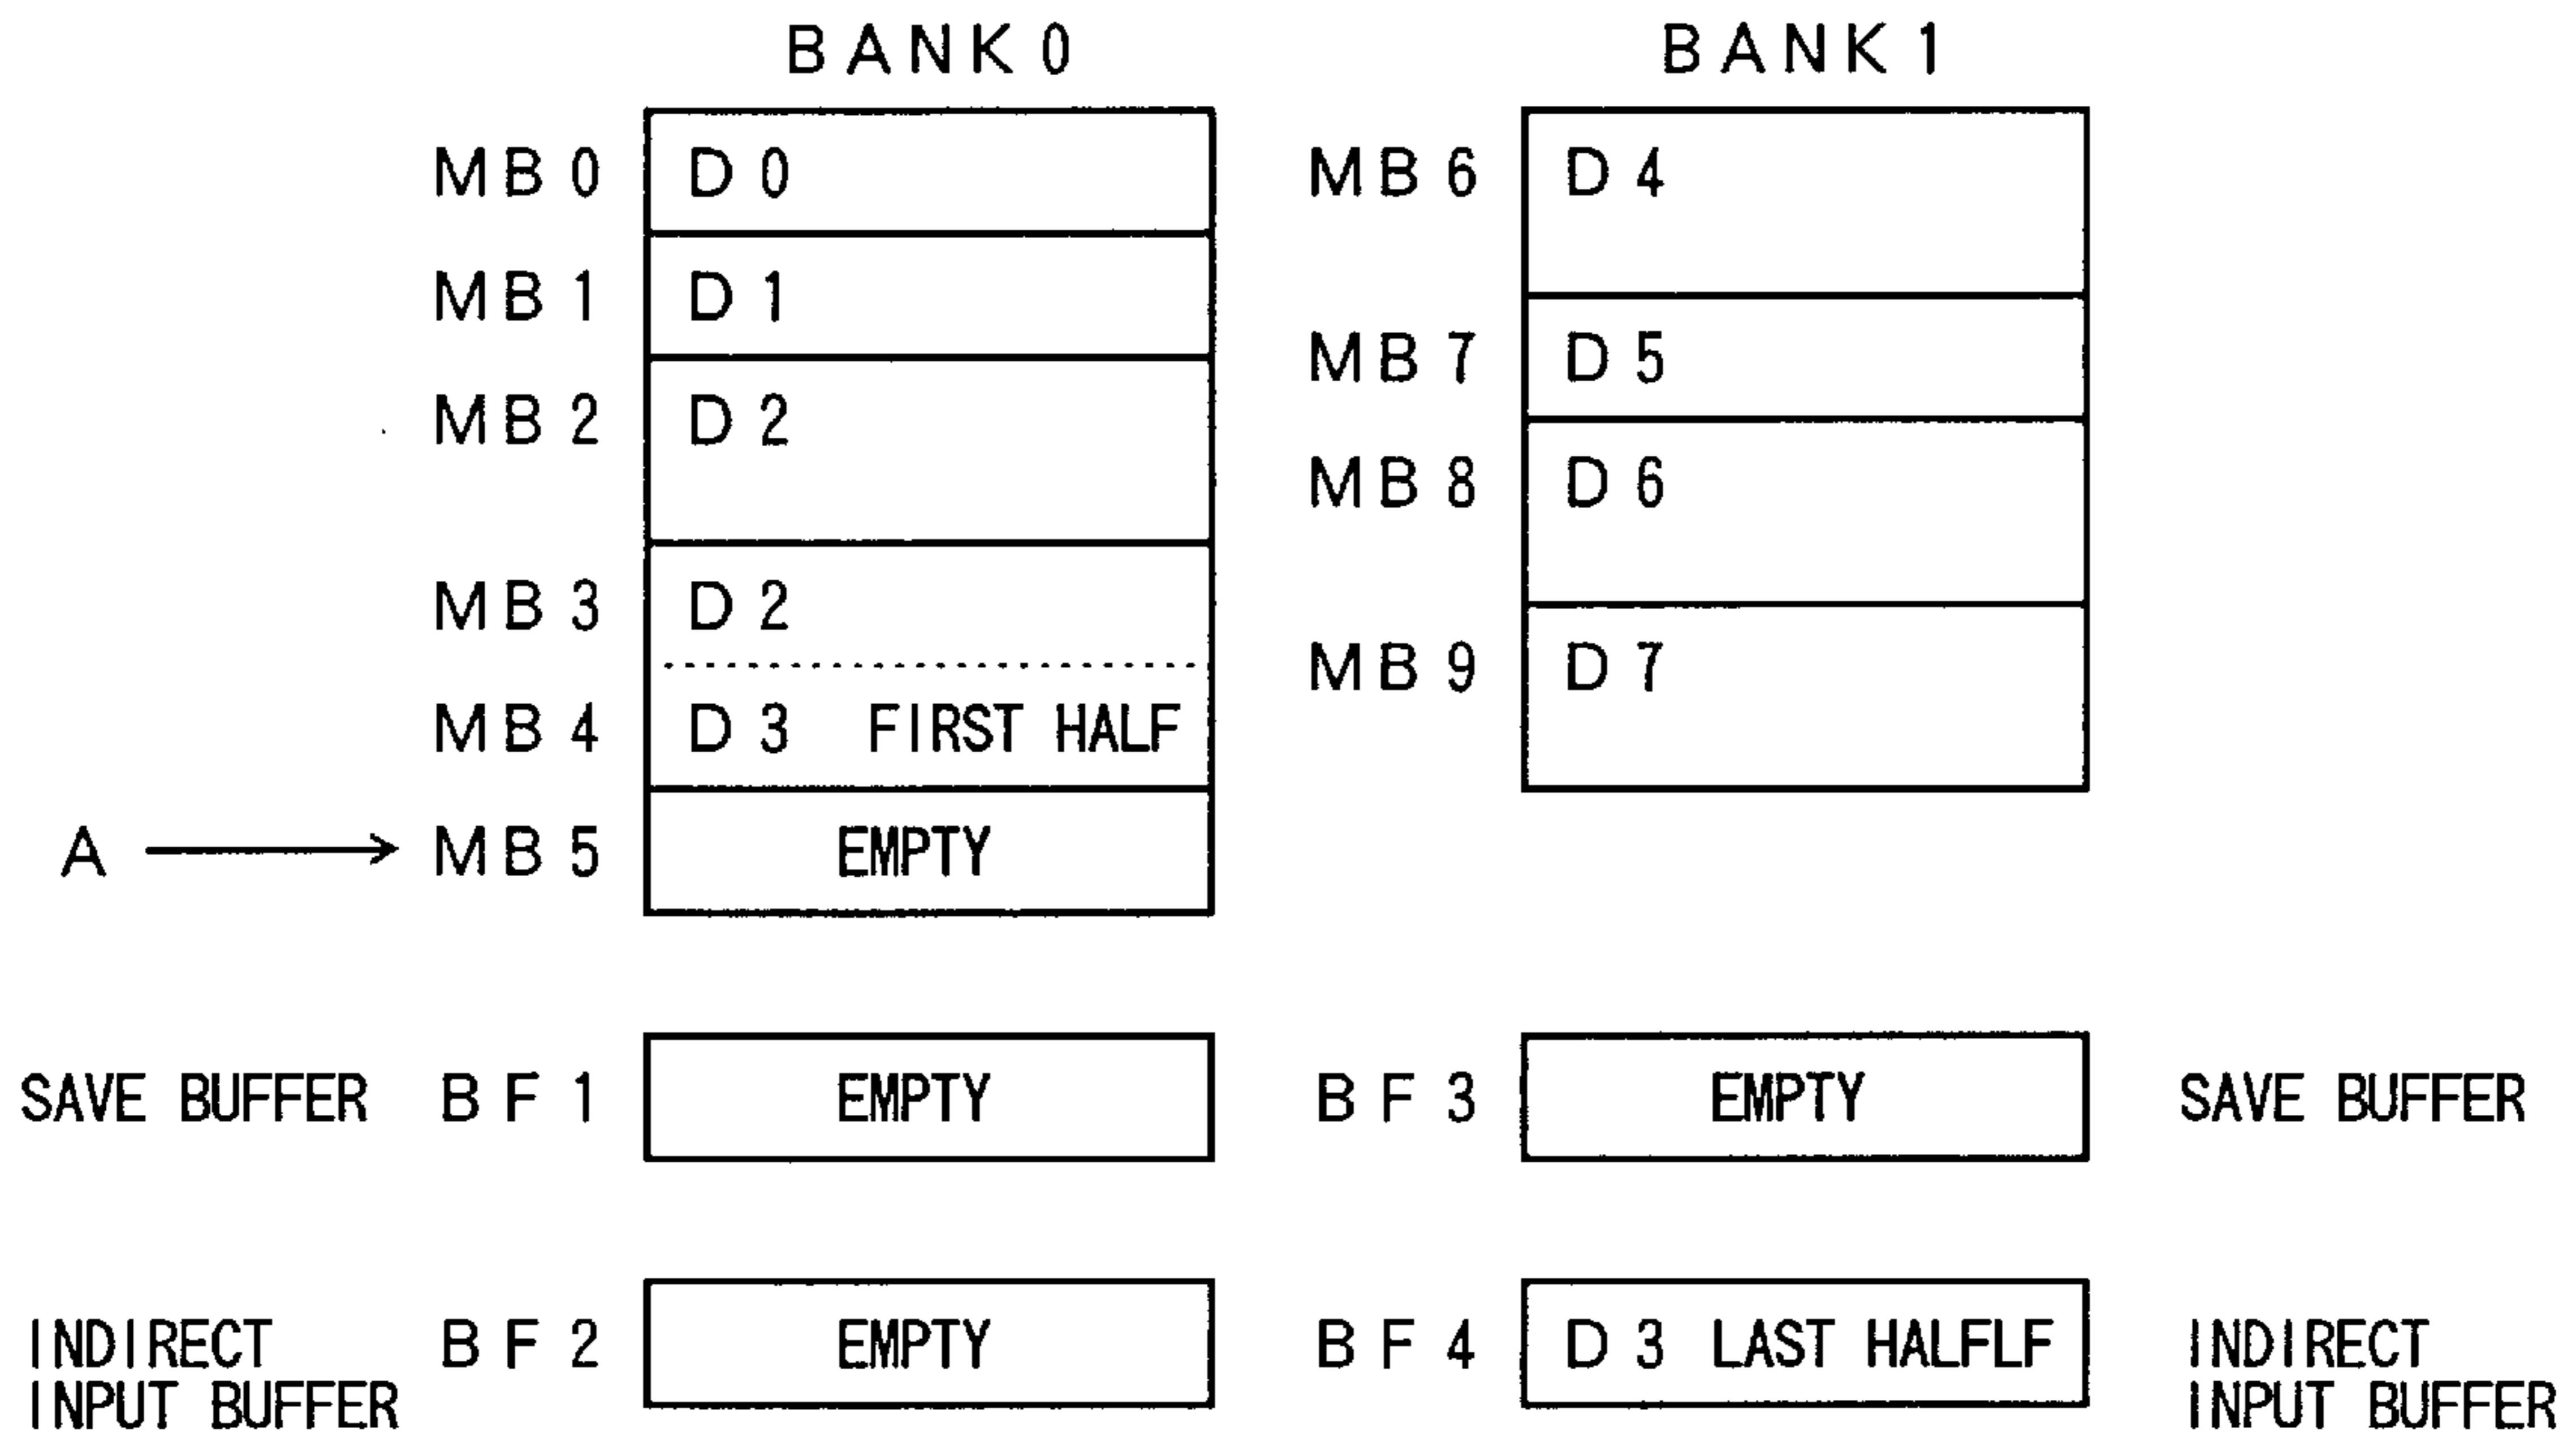 BANK0 BANK1
MB0 D0 MB6 D4
MB1 D1
MB7 D5
MB2 D2
MB8 D6
MB3 D2
MB9 D7
MB4 D3 FIRST HALF
A MB5 EMPTY
SAVE BUFFER BF1 EMPTY BF3 EMPTY SAVE BUFFER
INDIRECT BF2 EMPTY BF4 D3 LAST HALFLF INDIRECT
INPUT BUFFER INPUT BUFFER